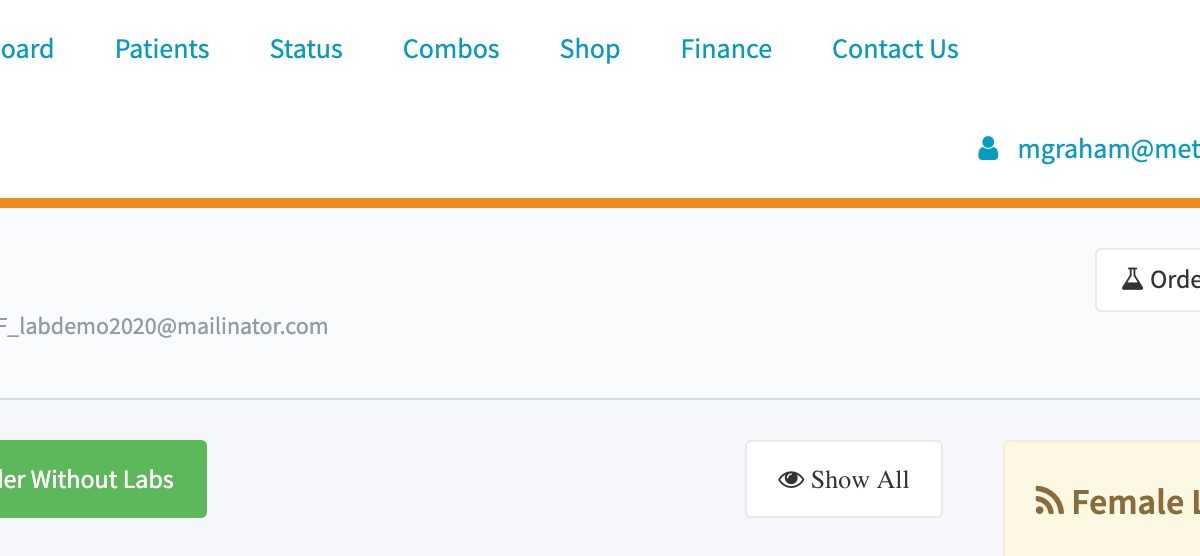 oard Patients Status Combos Shop Finance Contact Us
mgraham@met
Orde
F_labdemo2020@mailinator.com
der Without Labs
Show All
Female L